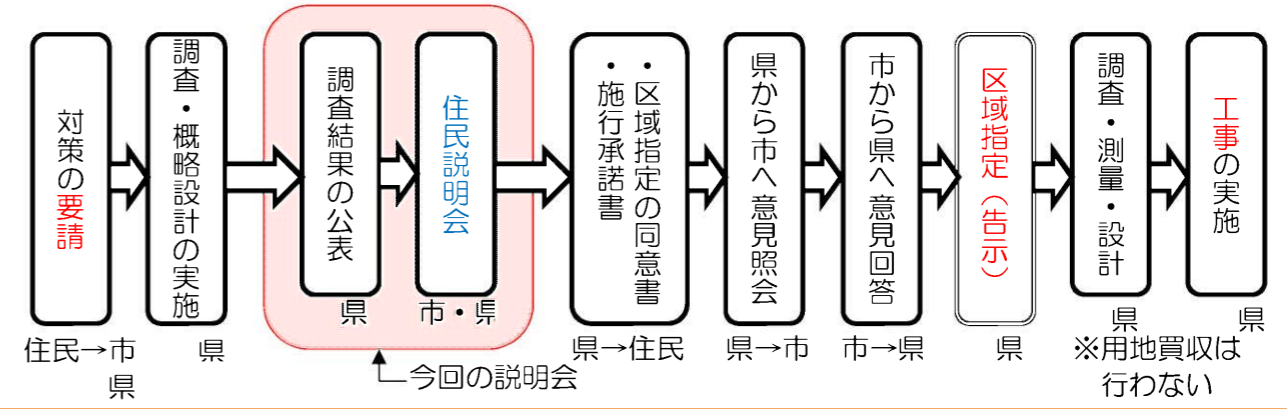 対策の要請
住民→市
県
調査・概略設計の実施
県
調査結果の公表
県
住民説明会
市・県
今回の説明会
・区域指定の同意書
・施行承諾書
県→住民
県から市へ意見照会
県→市
市から県へ意見回答
市→県
区域指定（告示）
県
調査・測量・設計
県
※用地買収は
行わない
工事の実施
県